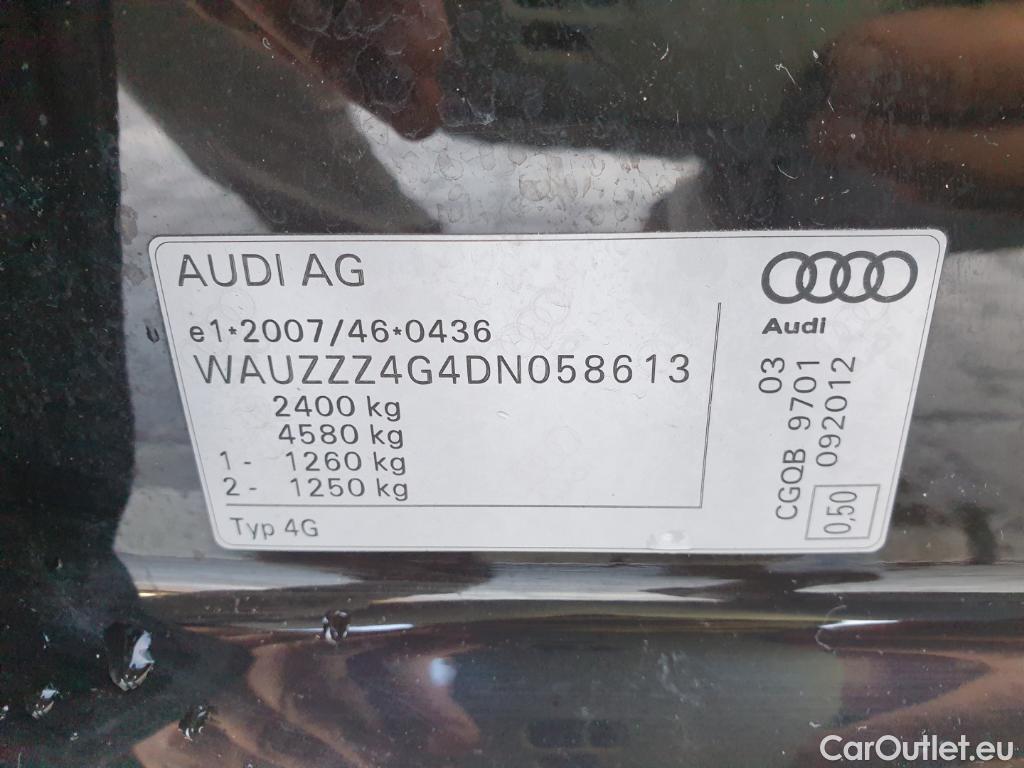 AUDI AG
e1*2007/46*0436
WAUZZZ4G4DN058613
2400 kg
4580 kg
1- 1260 kg
2- 1250 kg
Typ 4G
Audi
03
CGQB 9701
092012
0,50
CarOutlet.eu